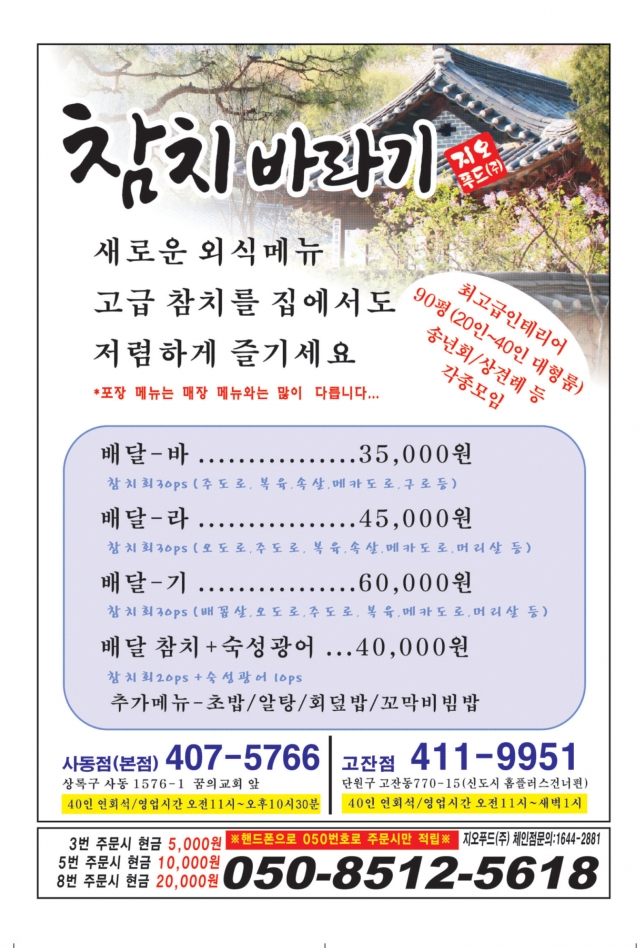 참치 바라기
지오
푸드(주)
새로운 외식메뉴
고급 참치를 집에서도
저렴하게 즐기세요
*포장 메뉴는 매장 메뉴와는 많이 다릅니다...
최고급인테리어
90평(20인~40인 대형룸)
송년회/상견례 등
각종모임
배달-바 ................35,000원
참치회30ps (주도로.복육.속살.메카도로.구로등)
배달-라 ................45,000원
참치회30ps (오도로.주도로.복육.속살.메카도로.머리살 등)
배달-기 ................60,000원
참치회30ps (배꼽살.오도로.주도로.복육.메카도로.머리살 등)
배달 참치+숙성광어 ...40,000원
참치회20ps + 숙성광어 10ps
추가메뉴-초밥/알탕/회덮밥/꼬막비빔밥
사동점(본점) 407-5766
상록구 사동 1576-1 꿈의교회 앞
40인 연회석/영업시간 오전11시~오후10시30분
고잔점 411-9951
단원구 고잔동770-15(신도시 홈플러스건너편)
40인 연회석/영업시간 오전11시~새벽1시
3번 주문시 현금 5,000원
5번 주문시 현금 10,000원
8번 주문시 현금 20,000원
※핸드폰으로 050번호로 주문시만 적립※
지오푸드(주) 체인점문의:1644-2881
050-8512-5618